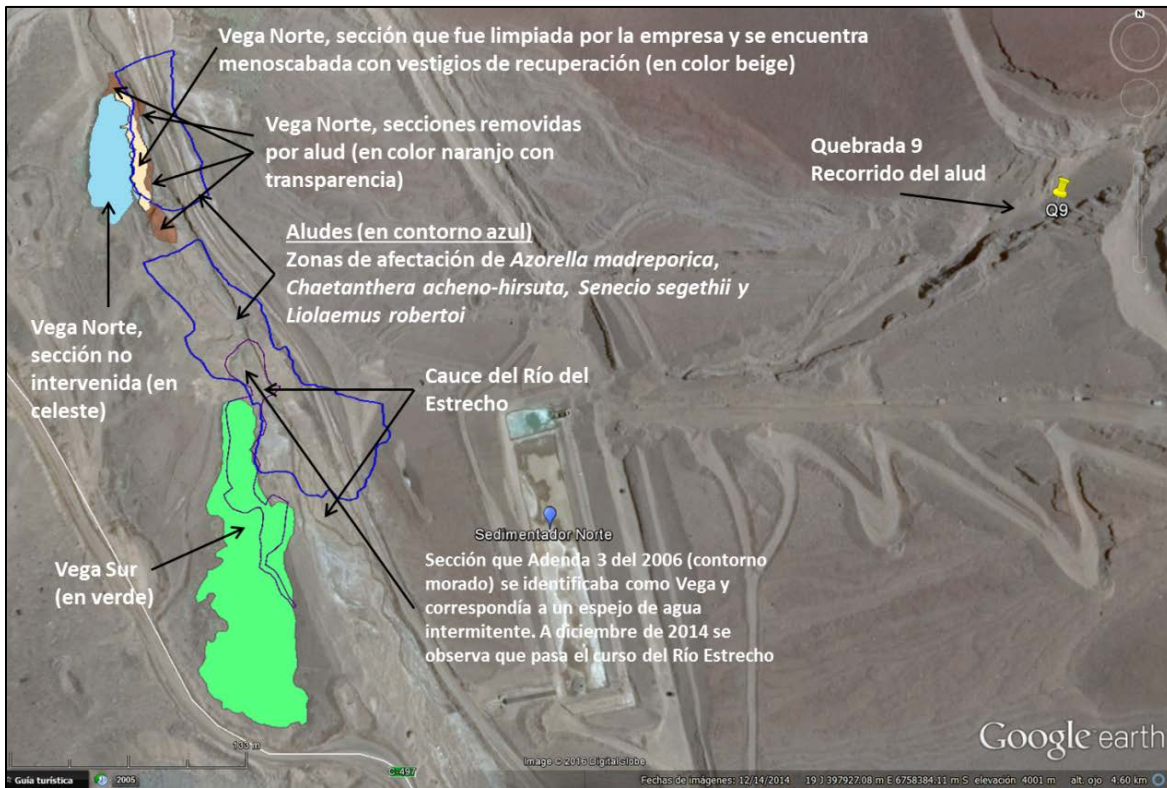 Vega Norte, sección que fue limpiada por la empresa y se encuentra
menoscabada con vestigios de recuperación (en color beige)
Vega Norte, secciones removidas
por alud (en color naranjo con
transparencia)
Quebrada 9
Recorrido del alud
N
Q9
Aludes (en contorno azul)
Zonas de afectación de Azorella madreporica,
Chaetanthera acheno-hirsuta, Senecio segethii y
Liolaemus robertoi
Vega Norte,
sección no
intervenida (en
celeste)
Cauce del Río del
Estrecho
Sedimentador Norte
Vega Sur
(en verde)
Sección que Adenda 3 del 2006 (contorno
morado) se identificaba como Vega y
correspondía a un espejo de agua
intermitente. A diciembre de 2014 se
observa que pasa el curso del Río Estrecho
133 m
C-497
Image © 2016 DigitalGlobe
Google earth
Guía turística
2005
Fechas de imágenes: 12/14/2014 19 J 397927.08 m E 6758384.11 m S elevación 4001 m alt. ojo 4.60 km